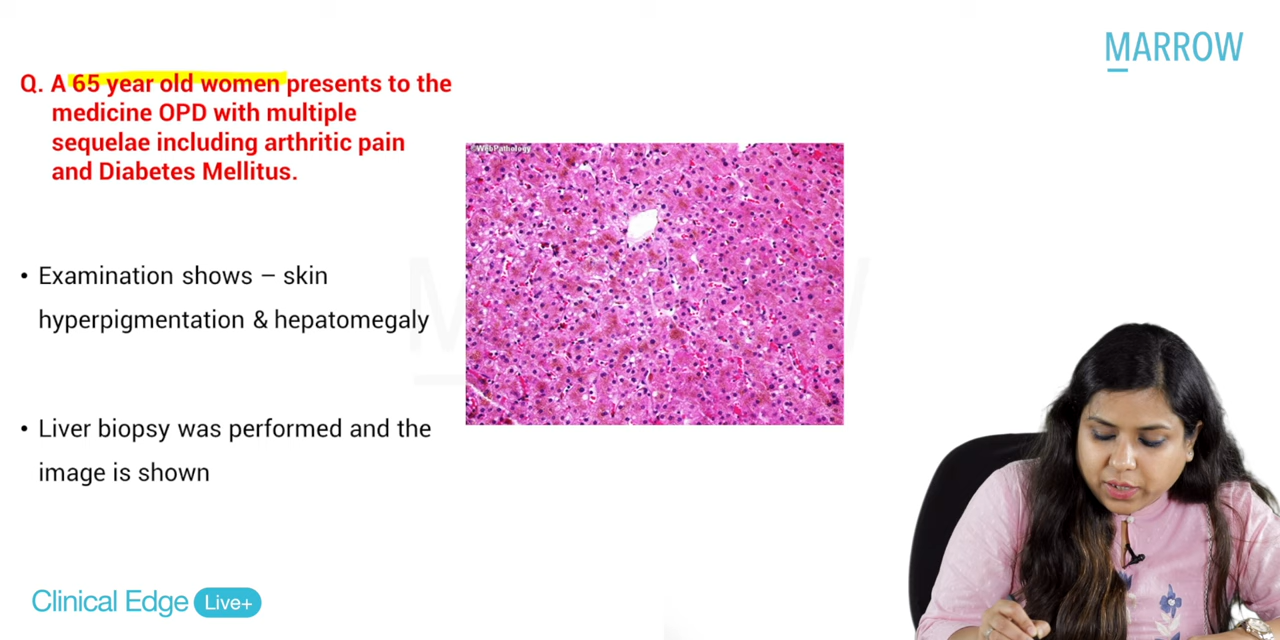 MARROW
Q. A 65 year old women presents to the
medicine OPD with multiple
sequelae including arthritic pain
and Diabetes Mellitus.
©WebPathology
• Examination shows – skin
hyperpigmentation & hepatomegaly
• Liver biopsy was performed and the
image is shown
Clinical Edge Live+